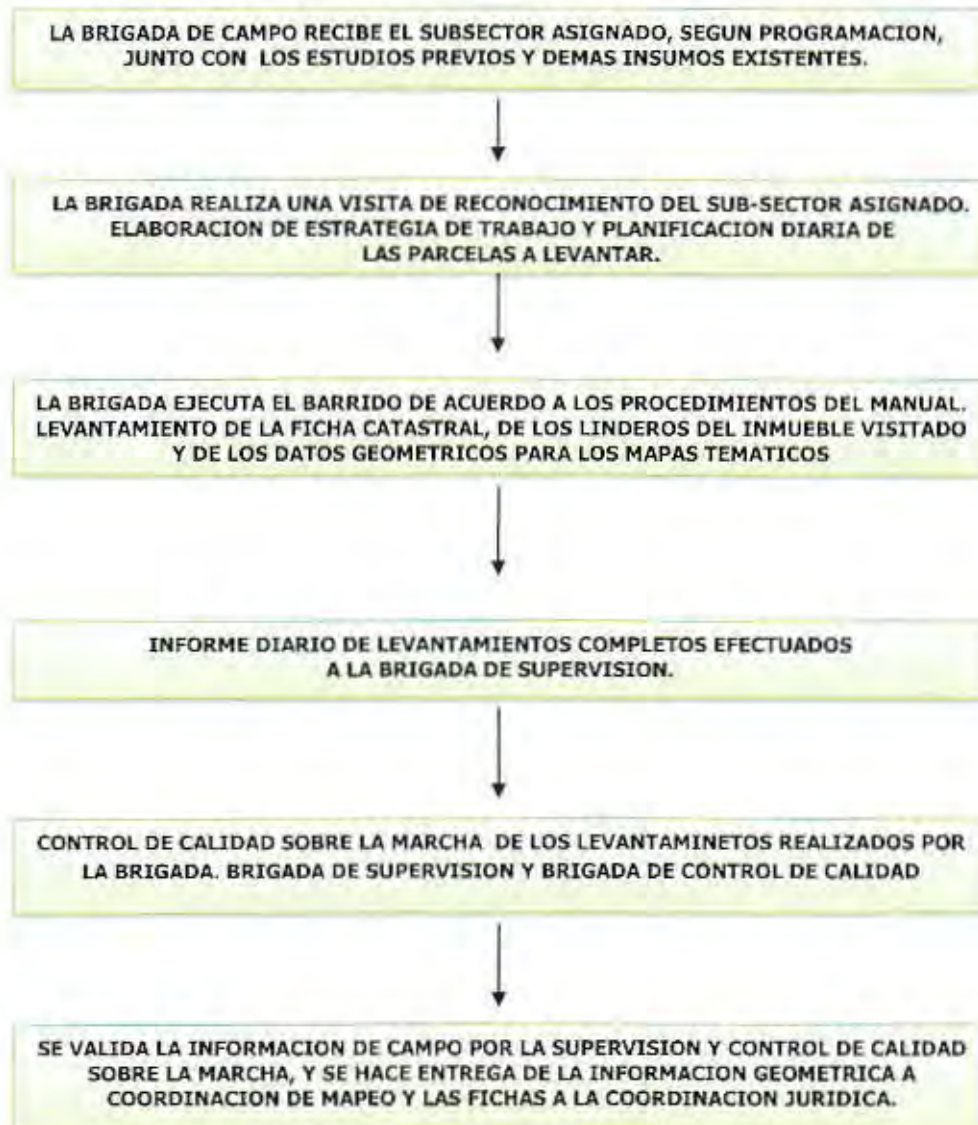 LA BRIGADA DE CAMPO RECIBE EL SUBSECTOR ASIGNADO, SEGUN PROGRAMACION,
JUNTO CON LOS ESTUDIOS PREVIOS Y DEMAS INSUMOS EXISTENTES.
LA BRIGADA REALIZA UNA VISITA DE RECONOCIMIENTO DEL SUB-SECTOR ASIGNADO.
ELABORACION DE ESTRATEGIA DE TRABAJO Y PLANIFICACION DIARIA DE
LAS PARCELAS A LEVANTAR.
LA BRIGADA EJECUTA EL BARRIDO DE ACUERDO A LOS PROCEDIMIENTOS DEL MANUAL.
LEVANTAMIENTO DE LA FICHA CATASTRAL, DE LOS LINDEROS DEL INMUEBLE VISITADO
Y DE LOS DATOS GEOMETRICOS PARA LOS MAPAS TEMATICOS
INFORME DIARIO DE LEVANTAMIENTOS COMPLETOS EFECTUADOS
A LA BRIGADA DE SUPERVISION.
CONTROL DE CALIDAD SOBRE LA MARCHA DE LOS LEVANTAMINETOS REALIZADOS POR
LA BRIGADA. BRIGADA DE SUPERVISION Y BRIGADA DE CONTROL DE CALIDAD
SE VALIDA LA INFORMACION DE CAMPO POR LA SUPERVISION Y CONTROL DE CALIDAD
SOBRE LA MARCHA, Y SE HACE ENTREGA DE LA INFORMACION GEOMETRICA A
COORDINACION DE MAPEO Y LAS FICHAS A LA COORDINACION JURIDICA.